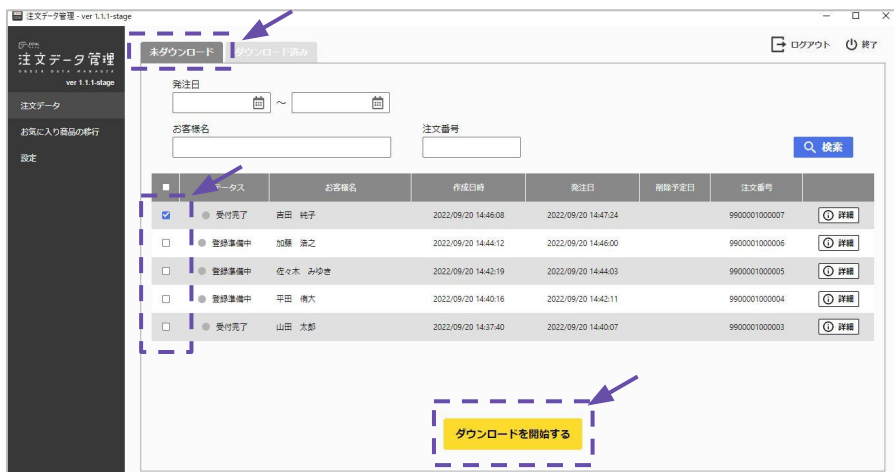 注文データ管理 - ver 1.1.1-stage
注文データ管理
ORDER DATA MANAGER
ver 1.1.1-stage
注文データ
お気に入り商品の移行
設定
未ダウンロード
ダウンロード済み
ログアウト
終了
発注日
～
お客様名
注文番号
検索
データス お客様名 作成日時 発注日 削除予定日 注文番号
受付完了 吉田 純子 2022/09/20 14:46:08 2022/09/20 14:47:24 9900001000007 詳細
登録準備中 加藤 浩之 2022/09/20 14:44:12 2022/09/20 14:46:00 9900001000006 詳細
登録準備中 佐々木 みゆき 2022/09/20 14:42:19 2022/09/20 14:44:03 9900001000005 詳細
登録準備中 平田 侑大 2022/09/20 14:40:16 2022/09/20 14:42:11 9900001000004 詳細
受付完了 山田 太郎 2022/09/20 14:37:40 2022/09/20 14:40:07 9900001000003 詳細
ダウンロードを開始する